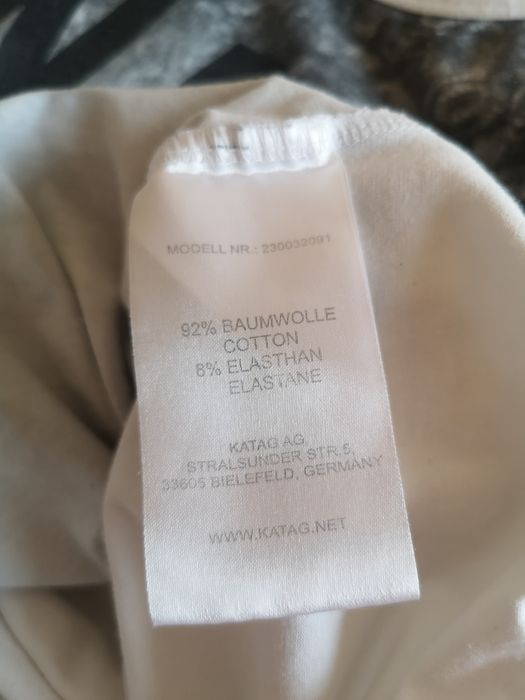 MODELL NR.: 230032091
92% BAUMWOLLE
COTTON
8% ELASTHAN
ELASTANE
KATAG AG,
STRALSUNDER STR.5,
33605 BIELEFELD, GERMANY
WWW.KATAG.NET